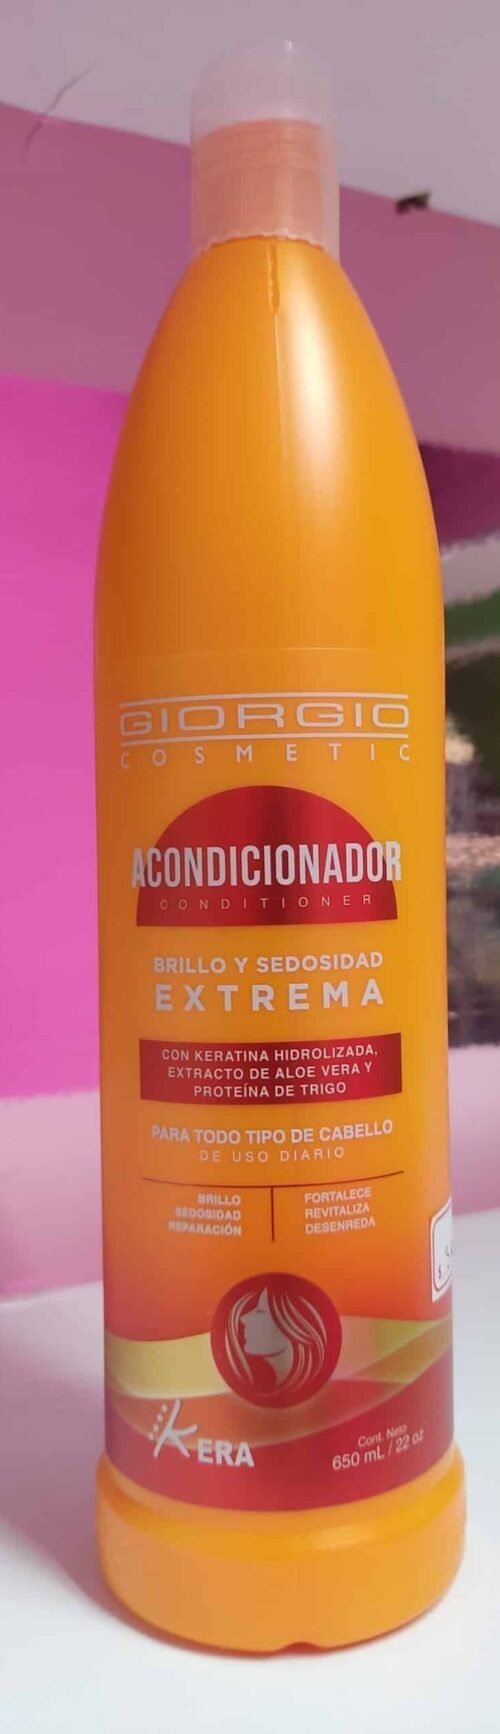 GIORGIO
COSMETIC
ACONDICIONADOR
CONDITIONER
BRILLO Y SEDOSIDAD
EXTREMA
CON KERATINA HIDROLIZADA,
EXTRACTO DE ALOE VERA Y
PROTEÍNA DE TRIGO
PARA TODO TIPO DE CABELLO
DE USO DIARIO
BRILLO
SEDOSIDAD
REPARACIÓN
FORTALECE
REVITALIZA
DESENREDA
KERA
Cont. Neto
650 mL / 22 oz